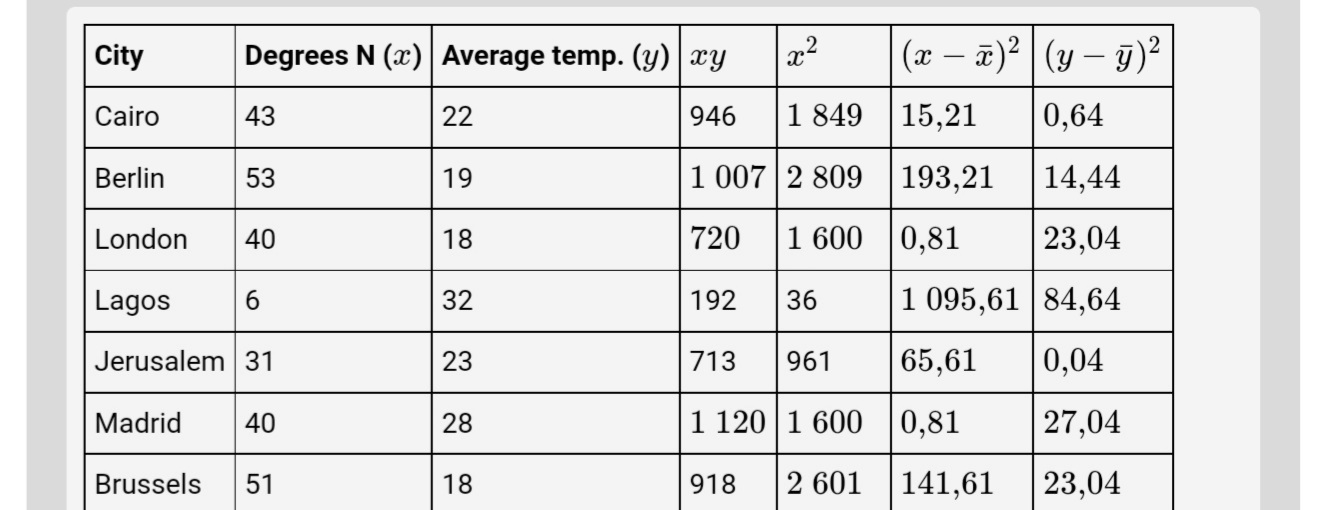 City Degrees N (x) Average temp. (y) xy x² (x − x̄)² (y − ȳ)²
Cairo 43 22 946 1 849 15,21 0,64
Berlin 53 19 1 007 2 809 193,21 14,44
London 40 18 720 1 600 0,81 23,04
Lagos 6 32 192 36 1 095,61 84,64
Jerusalem 31 23 713 961 65,61 0,04
Madrid 40 28 1 120 1 600 0,81 27,04
Brussels 51 18 918 2 601 141,61 23,04